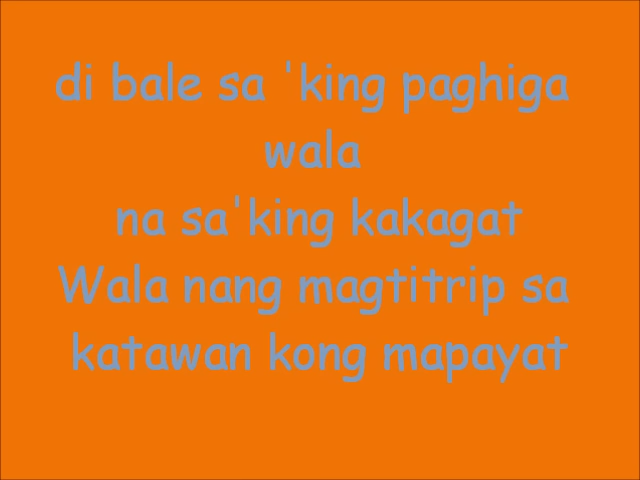 di bale sa 'king paghiga
wala
na sa'king kakagat
Wala nang magtitrip sa
katawan kong mapayat